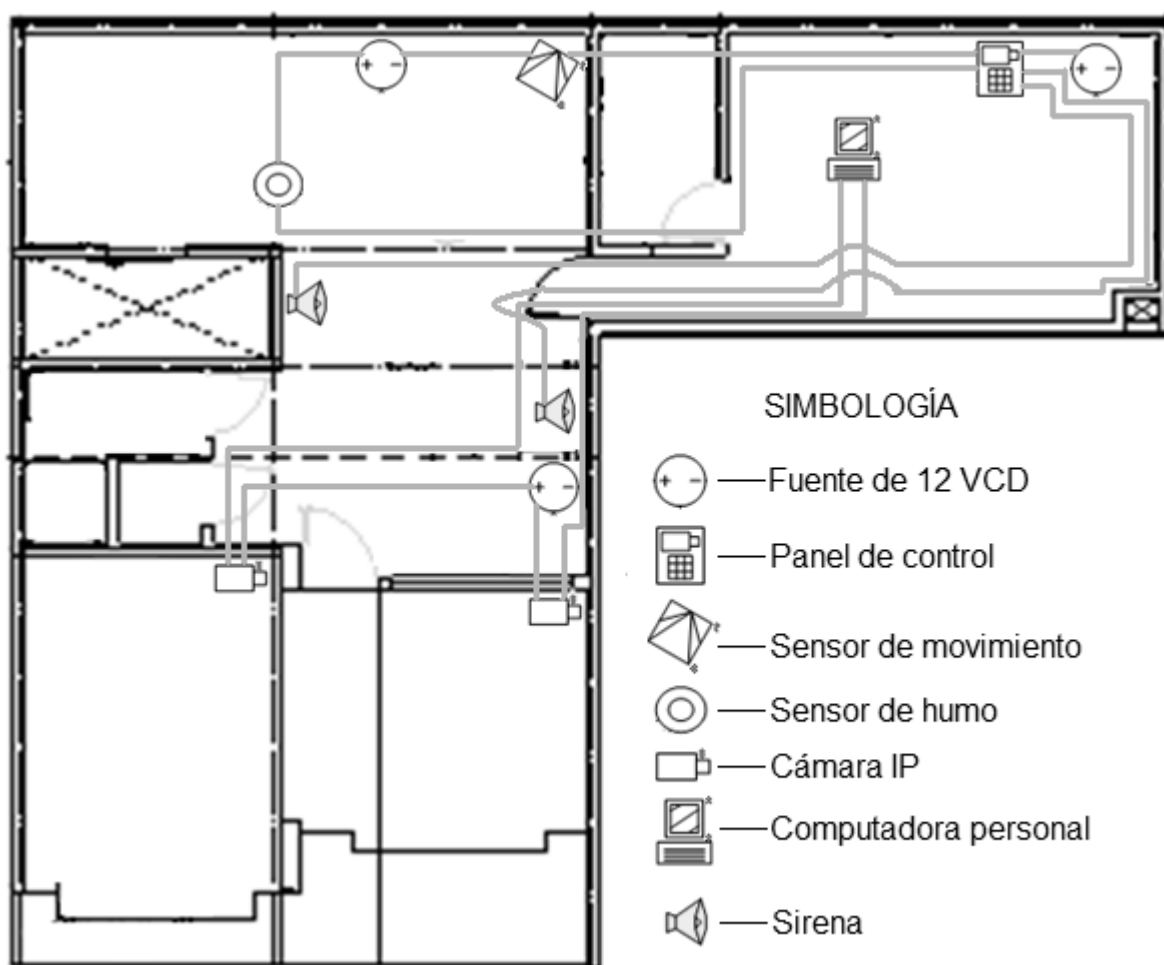 SIMBOLOGÍA
Fuente de 12 VCD
Panel de control
Sensor de movimiento
Sensor de humo
Cámara IP
Computadora personal
Sirena